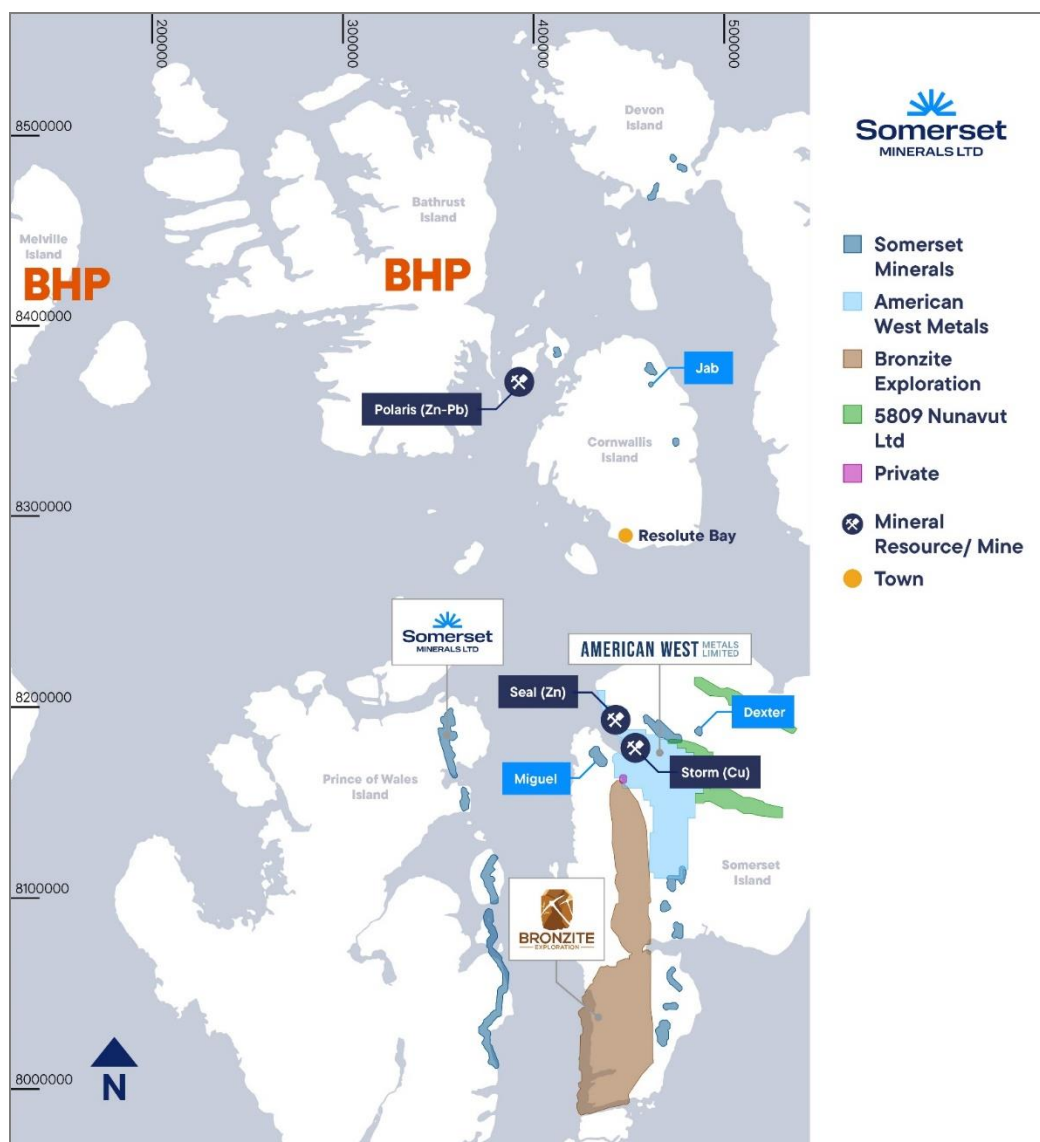 200000
300000
400000
500000
8500000
8400000
8300000
8200000
8100000
8000000
Devon
Island
Bathrust
Island
Melville
Island
BHP
BHP
Jab
Polaris (Zn-Pb)
Cornwallis
Island
Resolute Bay
Somerset
MINERALS LTD
AMERICAN WEST METALS
LIMITED
Seal (Zn)
Dexter
Miguel
Storm (Cu)
Prince of Wales
Island
Somerset
Island
BRONZITE
EXPLORATION
N
Somerset
MINERALS LTD
Somerset
Minerals
American
West Metals
Bronzite
Exploration
5809 Nunavut
Ltd
Private
Mineral
Resource/ Mine
Town